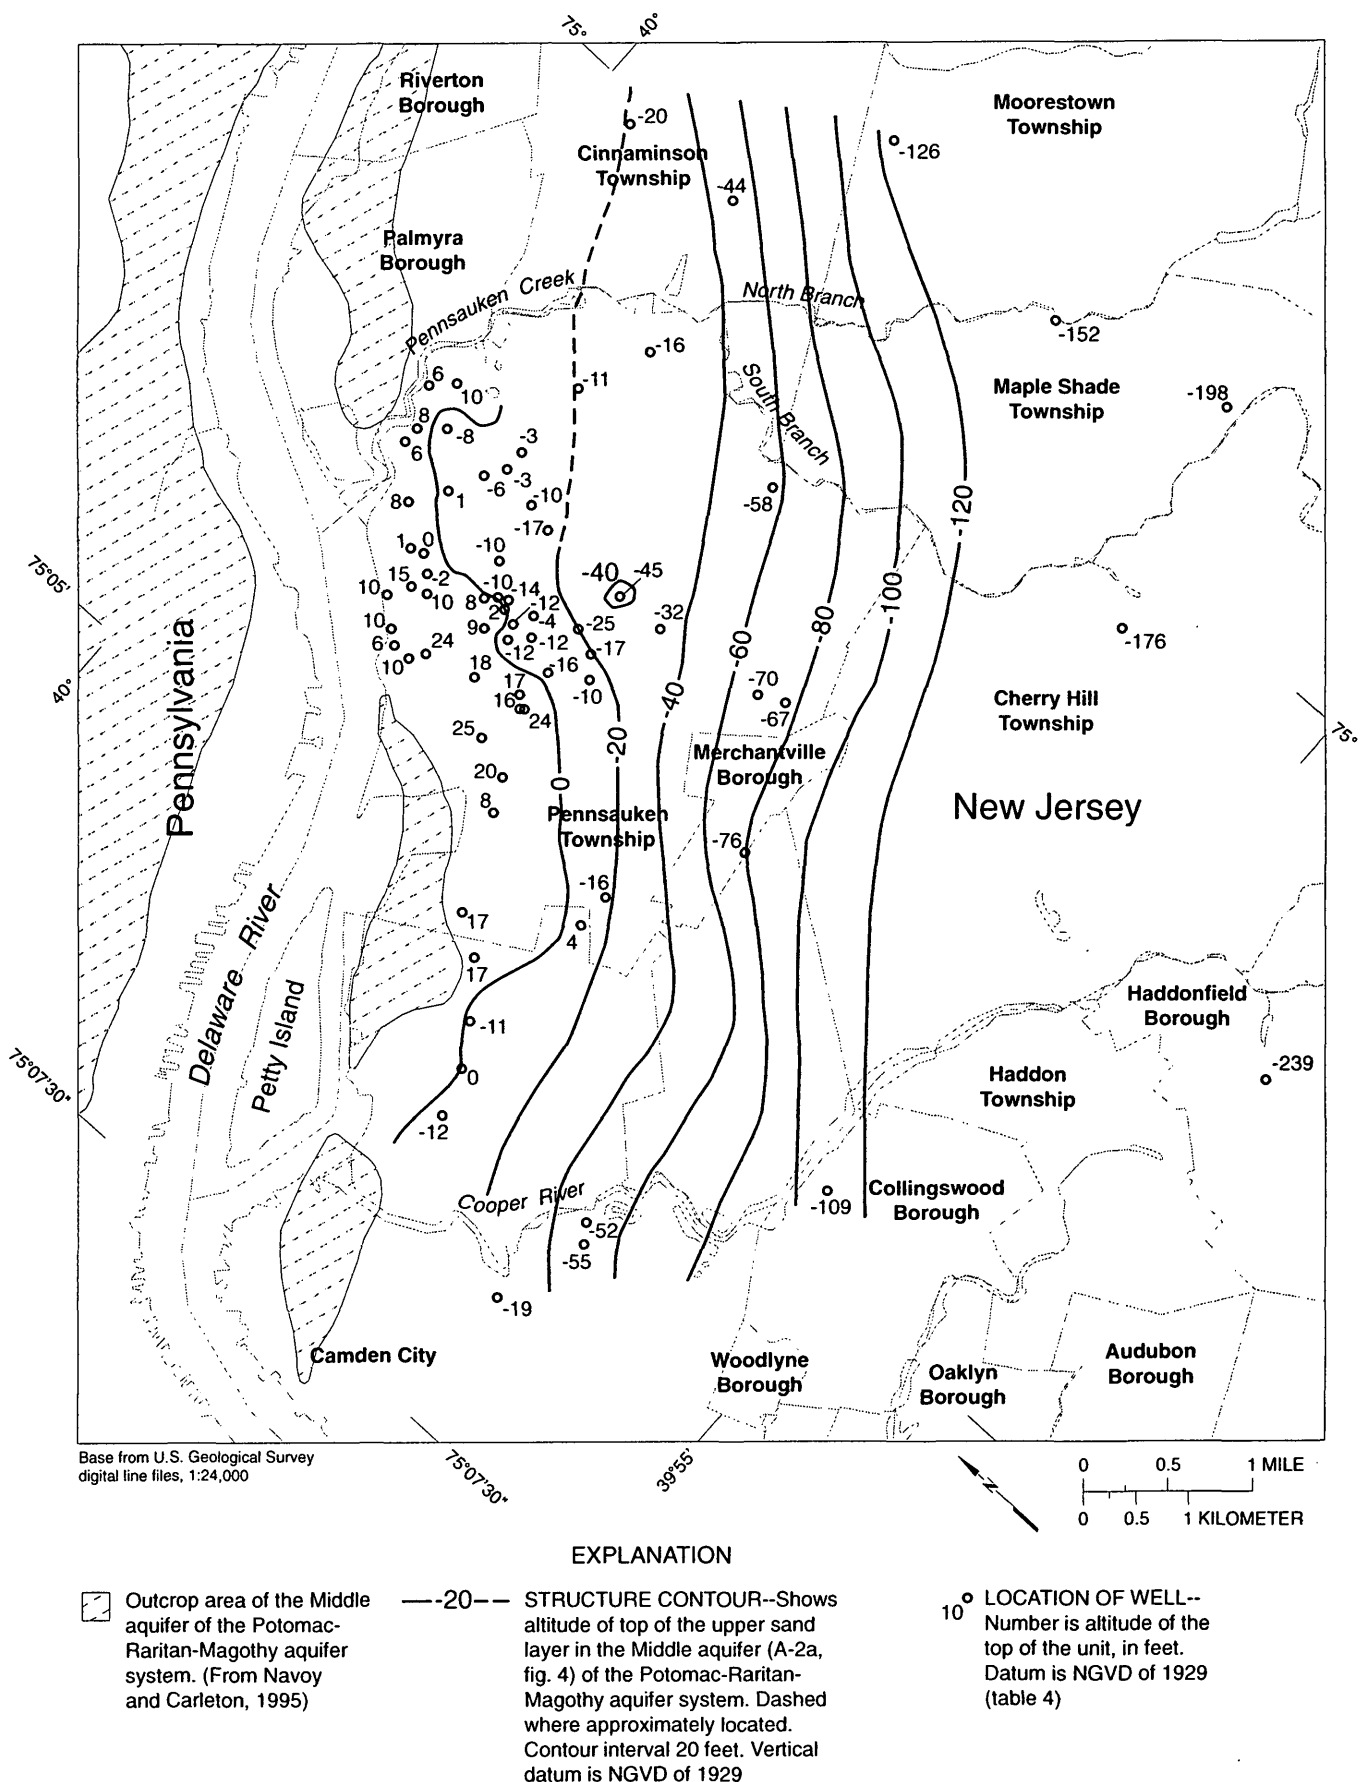 75°
40°
Riverton
Borough
Moorestown
Township
-20
-126
Cinnaminson
Township
-44
Palmyra
Borough
Pennsauken Creek
North Branch
-152
-16
6
10
-11
South Branch
Maple Shade
Township
-198
8
-8
6
-3
-3
-6
8
1
-10
-58
-17
-120
1
0
-10
75°05'
15
-2
10
10
-10
-14
8
2
-12
-40
-45
-100
10
9
-4
-25
-32
-80
6
24
-12
-12
-17
-60
-176
10
18
-16
40°
17
-10
-70
-40
16
24
-67
Cherry Hill
Township
75°
25
-20
Merchantville
Borough
20
0
Pennsylvania
8
Pennsauken
Township
New Jersey
-76
-16
17
4
Delaware River
17
Haddonfield
Borough
Petty Island
-11
75°07'30"
0
-239
Haddon
Township
-12
Cooper River
Collingswood
Borough
-109
-52
-55
-19
Camden City
Woodlyne
Borough
Oaklyn
Borough
Audubon
Borough
Base from U.S. Geological Survey
digital line files, 1:24,000
75°07'30"
39°55'
N
0 0.5 1 MILE
0 0.5 1 KILOMETER
EXPLANATION
Outcrop area of the Middle
aquifer of the Potomac-
Raritan-Magothy aquifer
system. (From Navoy
and Carleton, 1995)
-20
STRUCTURE CONTOUR--Shows
altitude of top of the upper sand
layer in the Middle aquifer (A-2a,
fig. 4) of the Potomac-Raritan-
Magothy aquifer system. Dashed
where approximately located.
Contour interval 20 feet. Vertical
datum is NGVD of 1929
10
LOCATION OF WELL--
Number is altitude of the
top of the unit, in feet.
Datum is NGVD of 1929
(table 4)